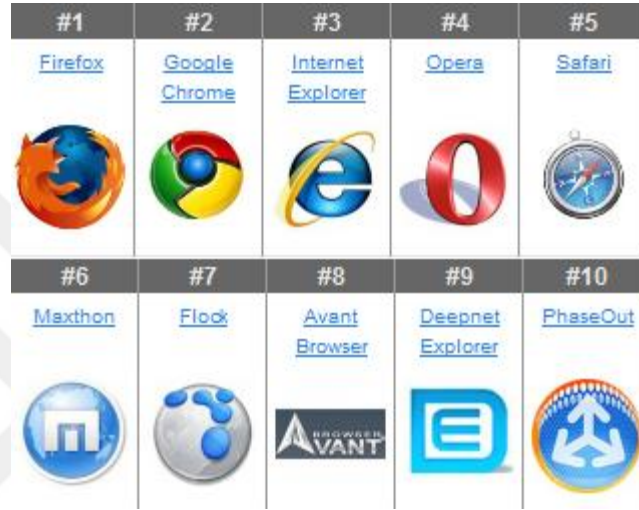 #1 #2 #3 #4 #5
Firefox Google Chrome Internet Explorer Opera Safari
#6 #7 #8 #9 #10
Maxthon Flock Avant Browser Deepnet Explorer PhaseOut
BROWSER
AVANT